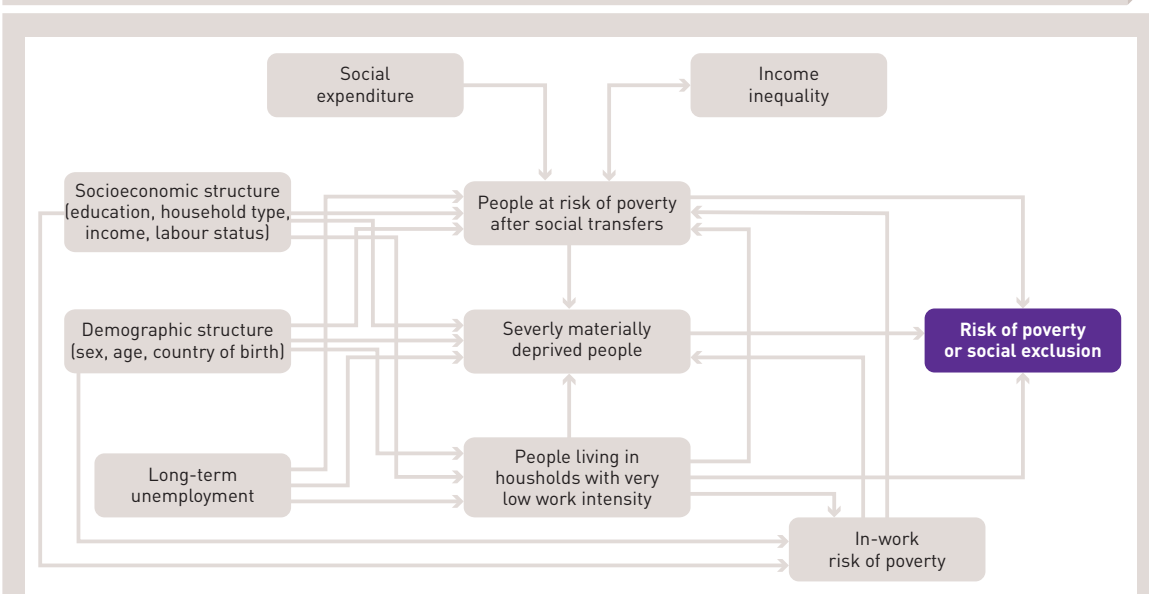 Social
expenditure
Income
inequality
Socioeconomic structure
(education, household type,
income, labour status)
People at risk of poverty
after social transfers
Demographic structure
(sex, age, country of birth)
Severly materially
deprived people
Risk of poverty
or social exclusion
Long-term
unemployment
People living in
housholds with very
low work intensity
In-work
risk of poverty